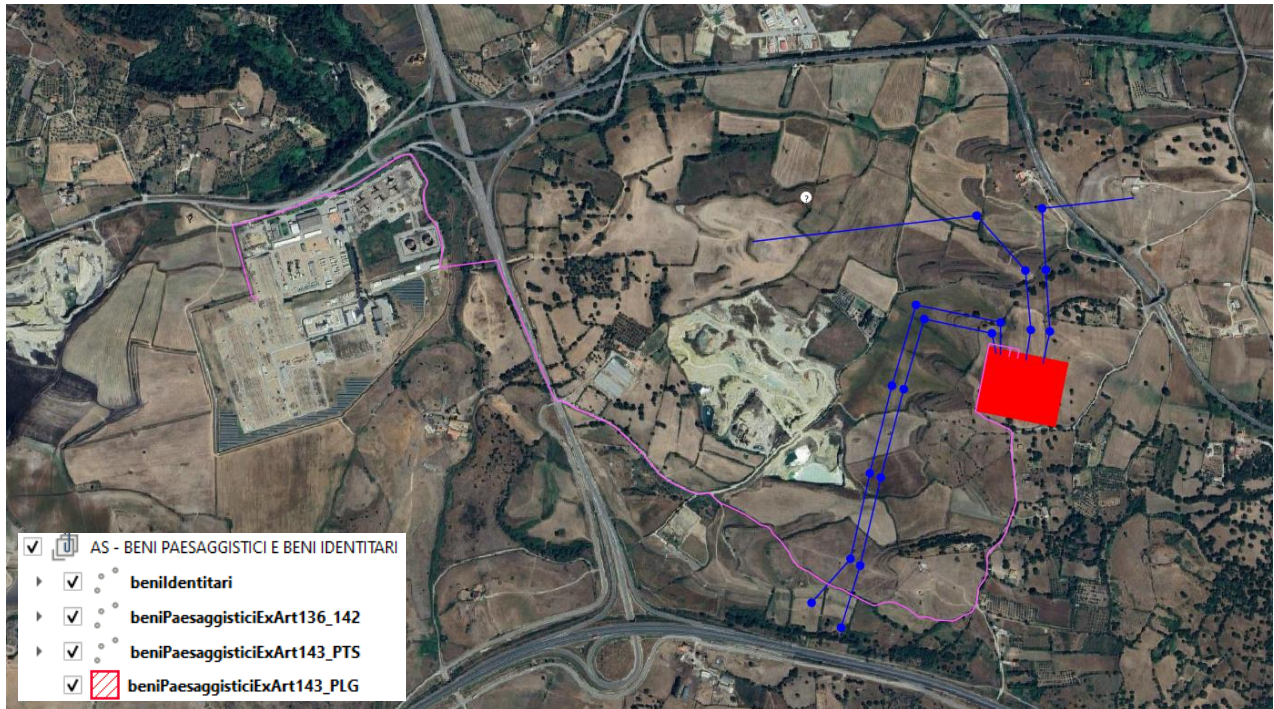 ?
AS - BENI PAESAGGISTICI E BENI IDENTITARI
beniIdentitari
beniPaesaggisticiExArt136_142
beniPaesaggisticiExArt143_PTS
beniPaesaggisticiExArt143_PLG